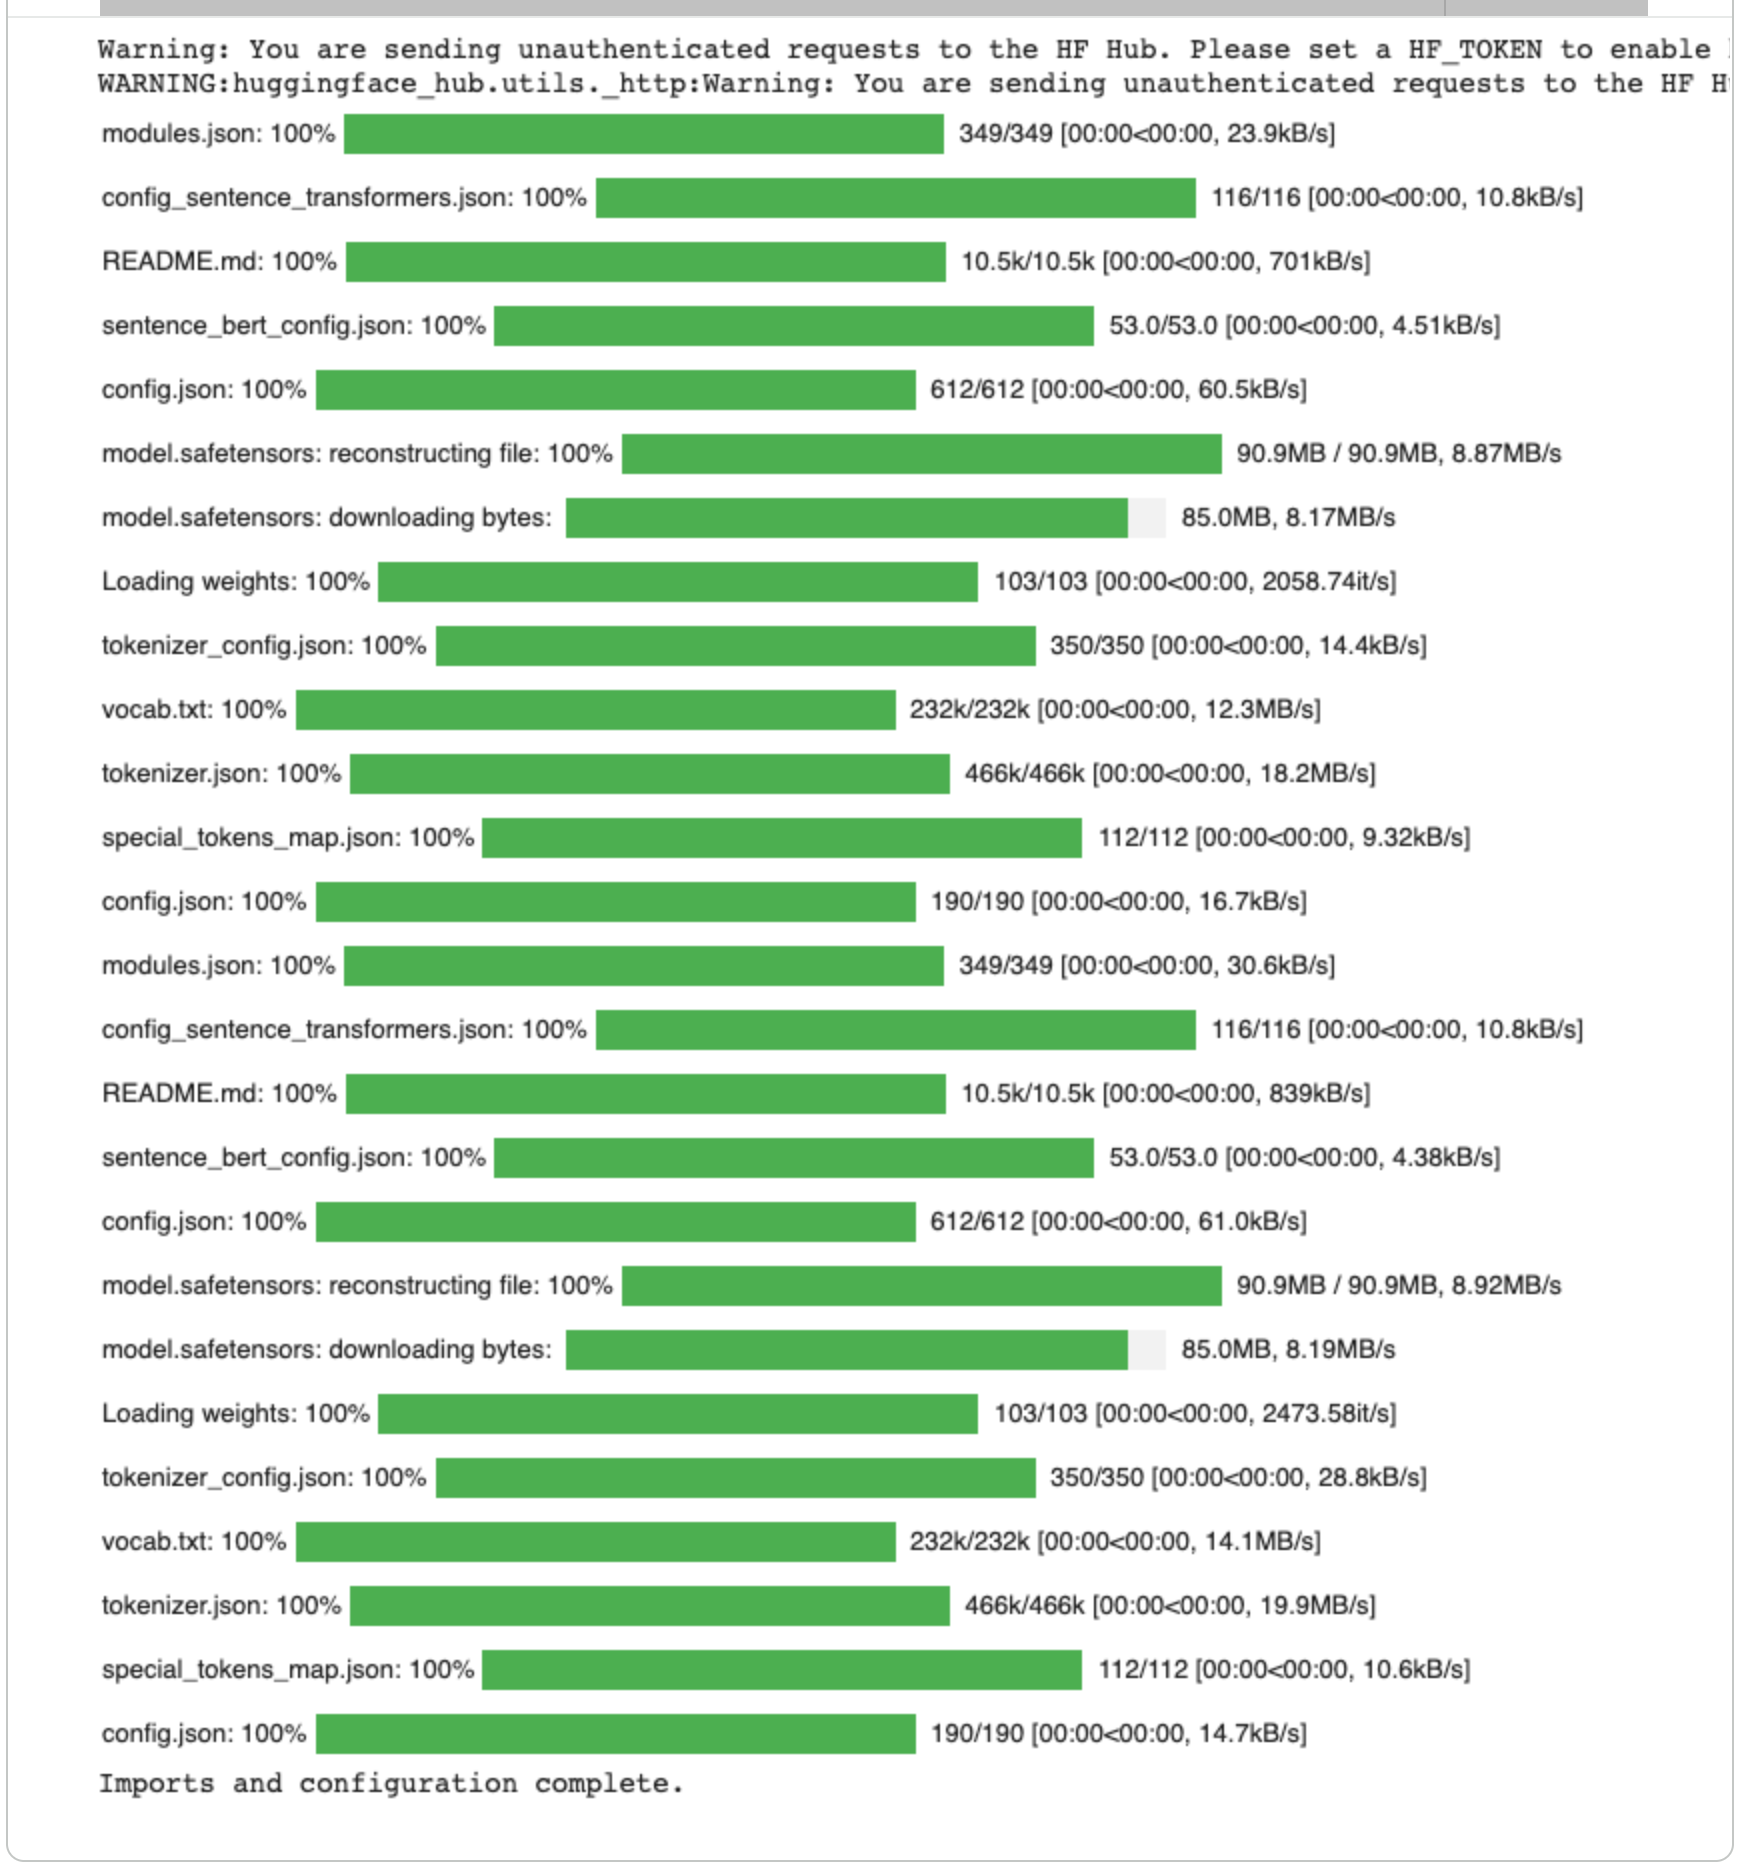 Warning: You are sending unauthenticated requests to the HF Hub. Please set a HF_TOKEN to enable
WARNING:huggingface_hub.utils._http:Warning: You are sending unauthenticated requests to the HF
modules.json: 100% 349/349 [00:00<00:00, 23.9kB/s]
config_sentence_transformers.json: 100% 116/116 [00:00<00:00, 10.8kB/s]
README.md: 100% 10.5k/10.5k [00:00<00:00, 701kB/s]
sentence_bert_config.json: 100% 53.0/53.0 [00:00<00:00, 4.51kB/s]
config.json: 100% 612/612 [00:00<00:00, 60.5kB/s]
model.safetensors: reconstructing file: 100% 90.9MB / 90.9MB, 8.87MB/s
model.safetensors: downloading bytes: 85.0MB, 8.17MB/s
Loading weights: 100% 103/103 [00:00<00:00, 2058.74it/s]
tokenizer_config.json: 100% 350/350 [00:00<00:00, 14.4kB/s]
vocab.txt: 100% 232k/232k [00:00<00:00, 12.3MB/s]
tokenizer.json: 100% 466k/466k [00:00<00:00, 18.2MB/s]
special_tokens_map.json: 100% 112/112 [00:00<00:00, 9.32kB/s]
config.json: 100% 190/190 [00:00<00:00, 16.7kB/s]
modules.json: 100% 349/349 [00:00<00:00, 30.6kB/s]
config_sentence_transformers.json: 100% 116/116 [00:00<00:00, 10.8kB/s]
README.md: 100% 10.5k/10.5k [00:00<00:00, 839kB/s]
sentence_bert_config.json: 100% 53.0/53.0 [00:00<00:00, 4.38kB/s]
config.json: 100% 612/612 [00:00<00:00, 61.0kB/s]
model.safetensors: reconstructing file: 100% 90.9MB / 90.9MB, 8.92MB/s
model.safetensors: downloading bytes: 85.0MB, 8.19MB/s
Loading weights: 100% 103/103 [00:00<00:00, 2473.58it/s]
tokenizer_config.json: 100% 350/350 [00:00<00:00, 28.8kB/s]
vocab.txt: 100% 232k/232k [00:00<00:00, 14.1MB/s]
tokenizer.json: 100% 466k/466k [00:00<00:00, 19.9MB/s]
special_tokens_map.json: 100% 112/112 [00:00<00:00, 10.6kB/s]
config.json: 100% 190/190 [00:00<00:00, 14.7kB/s]
Imports and configuration complete.